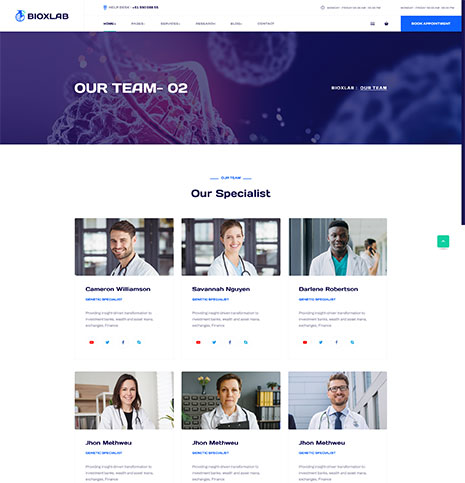 BIOXLAB
HELP DESK :
HOME
PAGES
SERVICES
RESEARCH
BLOG
CONTACT
BOOK APPOINTMENT
OUR TEAM- 02
BIOXLAB | OUR TEAM
OUR TEAM
Our Specialist
Cameron Williamson
GENETIC SPECIALIST
Providing insight-driven transformation to
investment banks, wealth and asset mana,
exchanges, Finance
Savannah Nguyen
GENETIC SPECIALIST
Providing insight-driven transformation to
investment banks, wealth and asset mana,
exchanges, Finance
Darlene Robertson
GENETIC SPECIALIST
Providing insight-driven transformation to
investment banks, wealth and asset mana,
exchanges, Finance
Jhon Methweu
GENETIC SPECIALIST
Providing insight-driven transformation to
investment banks, wealth and asset mana,
exchanges, Finance
Jhon Methweu
GENETIC SPECIALIST
Providing insight-driven transformation to
investment banks, wealth and asset mana,
exchanges, Finance
Jhon Methweu
GENETIC SPECIALIST
Providing insight-driven transformation to
investment banks, wealth and asset mana,
exchanges, Finance